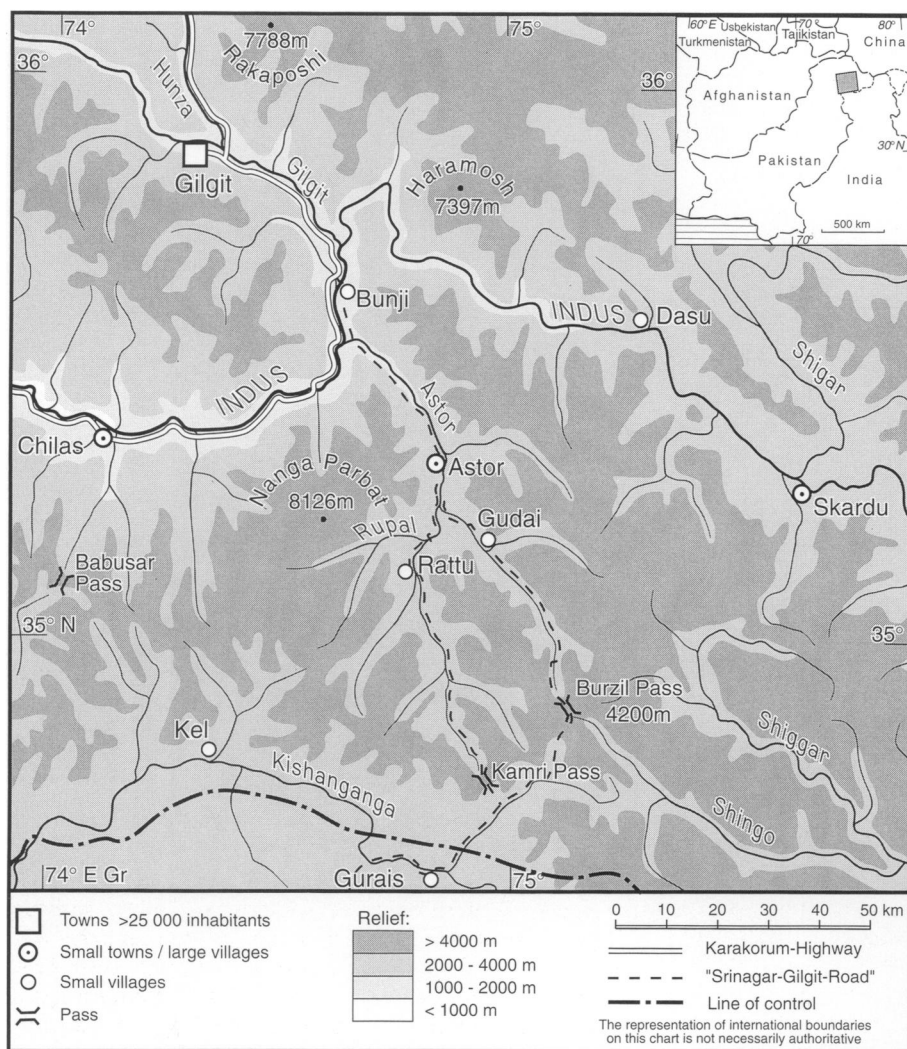 74°
75°
7788m
Rakaposhi
36°
36°
Hunza
Gilgit
Gilgit
Haramosh
7397m
60° E
Usbekistan
70°
80°
Turkmenistan
Tajikistan
China
Afghanistan
30°N
Pakistan
India
500 km
70°
Bunji
INDUS
Dasu
Shigar
INDUS
Astor
Chilas
Nanga Parbat
8126m
Astor
Skardu
Rupal
Gudai
Rattu
Babusar
Pass
35° N
35°
Burzil Pass
4200m
Shiggar
Kel
Kishanganga
Kamri Pass
Shingo
74° E Gr
Gurais
75°
Towns >25 000 inhabitants
Small towns / large villages
Small villages
Pass
Relief:
> 4000 m
2000 - 4000 m
1000 - 2000 m
< 1000 m
0 10 20 30 40 50 km
Karakorum-Highway
"Srinagar-Gilgit-Road"
Line of control
The representation of international boundaries
on this chart is not necessarily authoritative